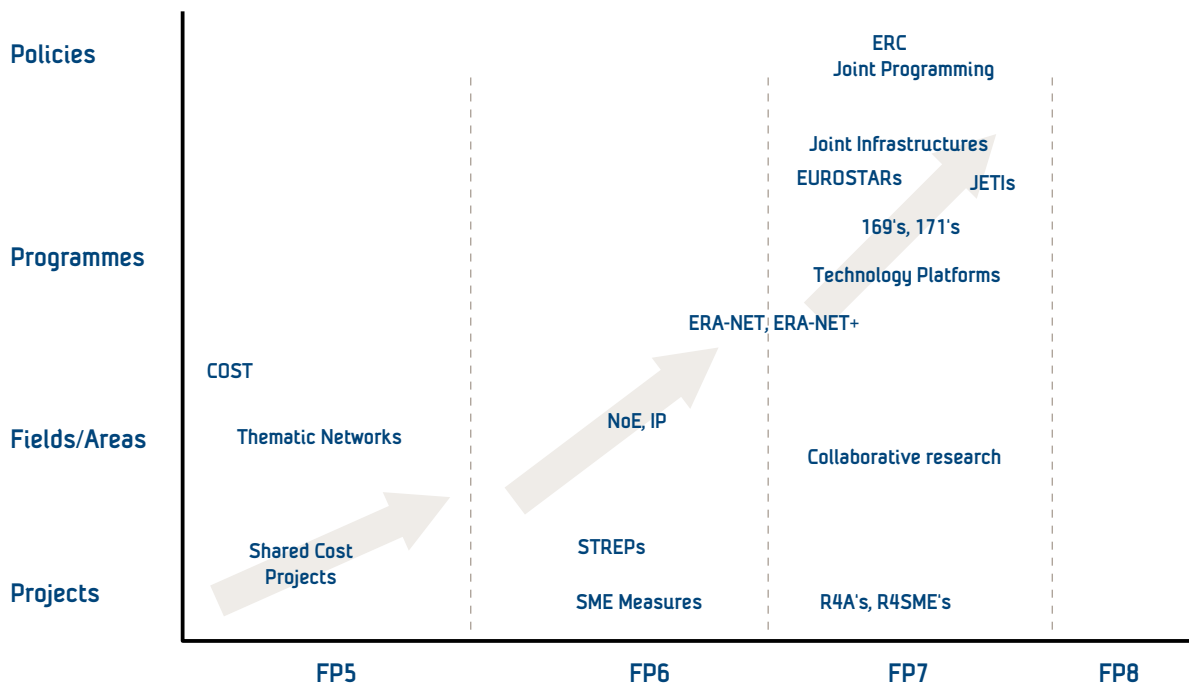 Policies
ERC
Joint Programming
Joint Infrastructures
EUROSTARs
JETIs
169's, 171's
Programmes
Technology Platforms
ERA-NET, ERA-NET+
COST
NoE, IP
Fields/Areas
Thematic Networks
Collaborative research
Shared Cost
Projects
STREPs
Projects
SME Measures
R4A's, R4SME's
FP5
FP6
FP7
FP8